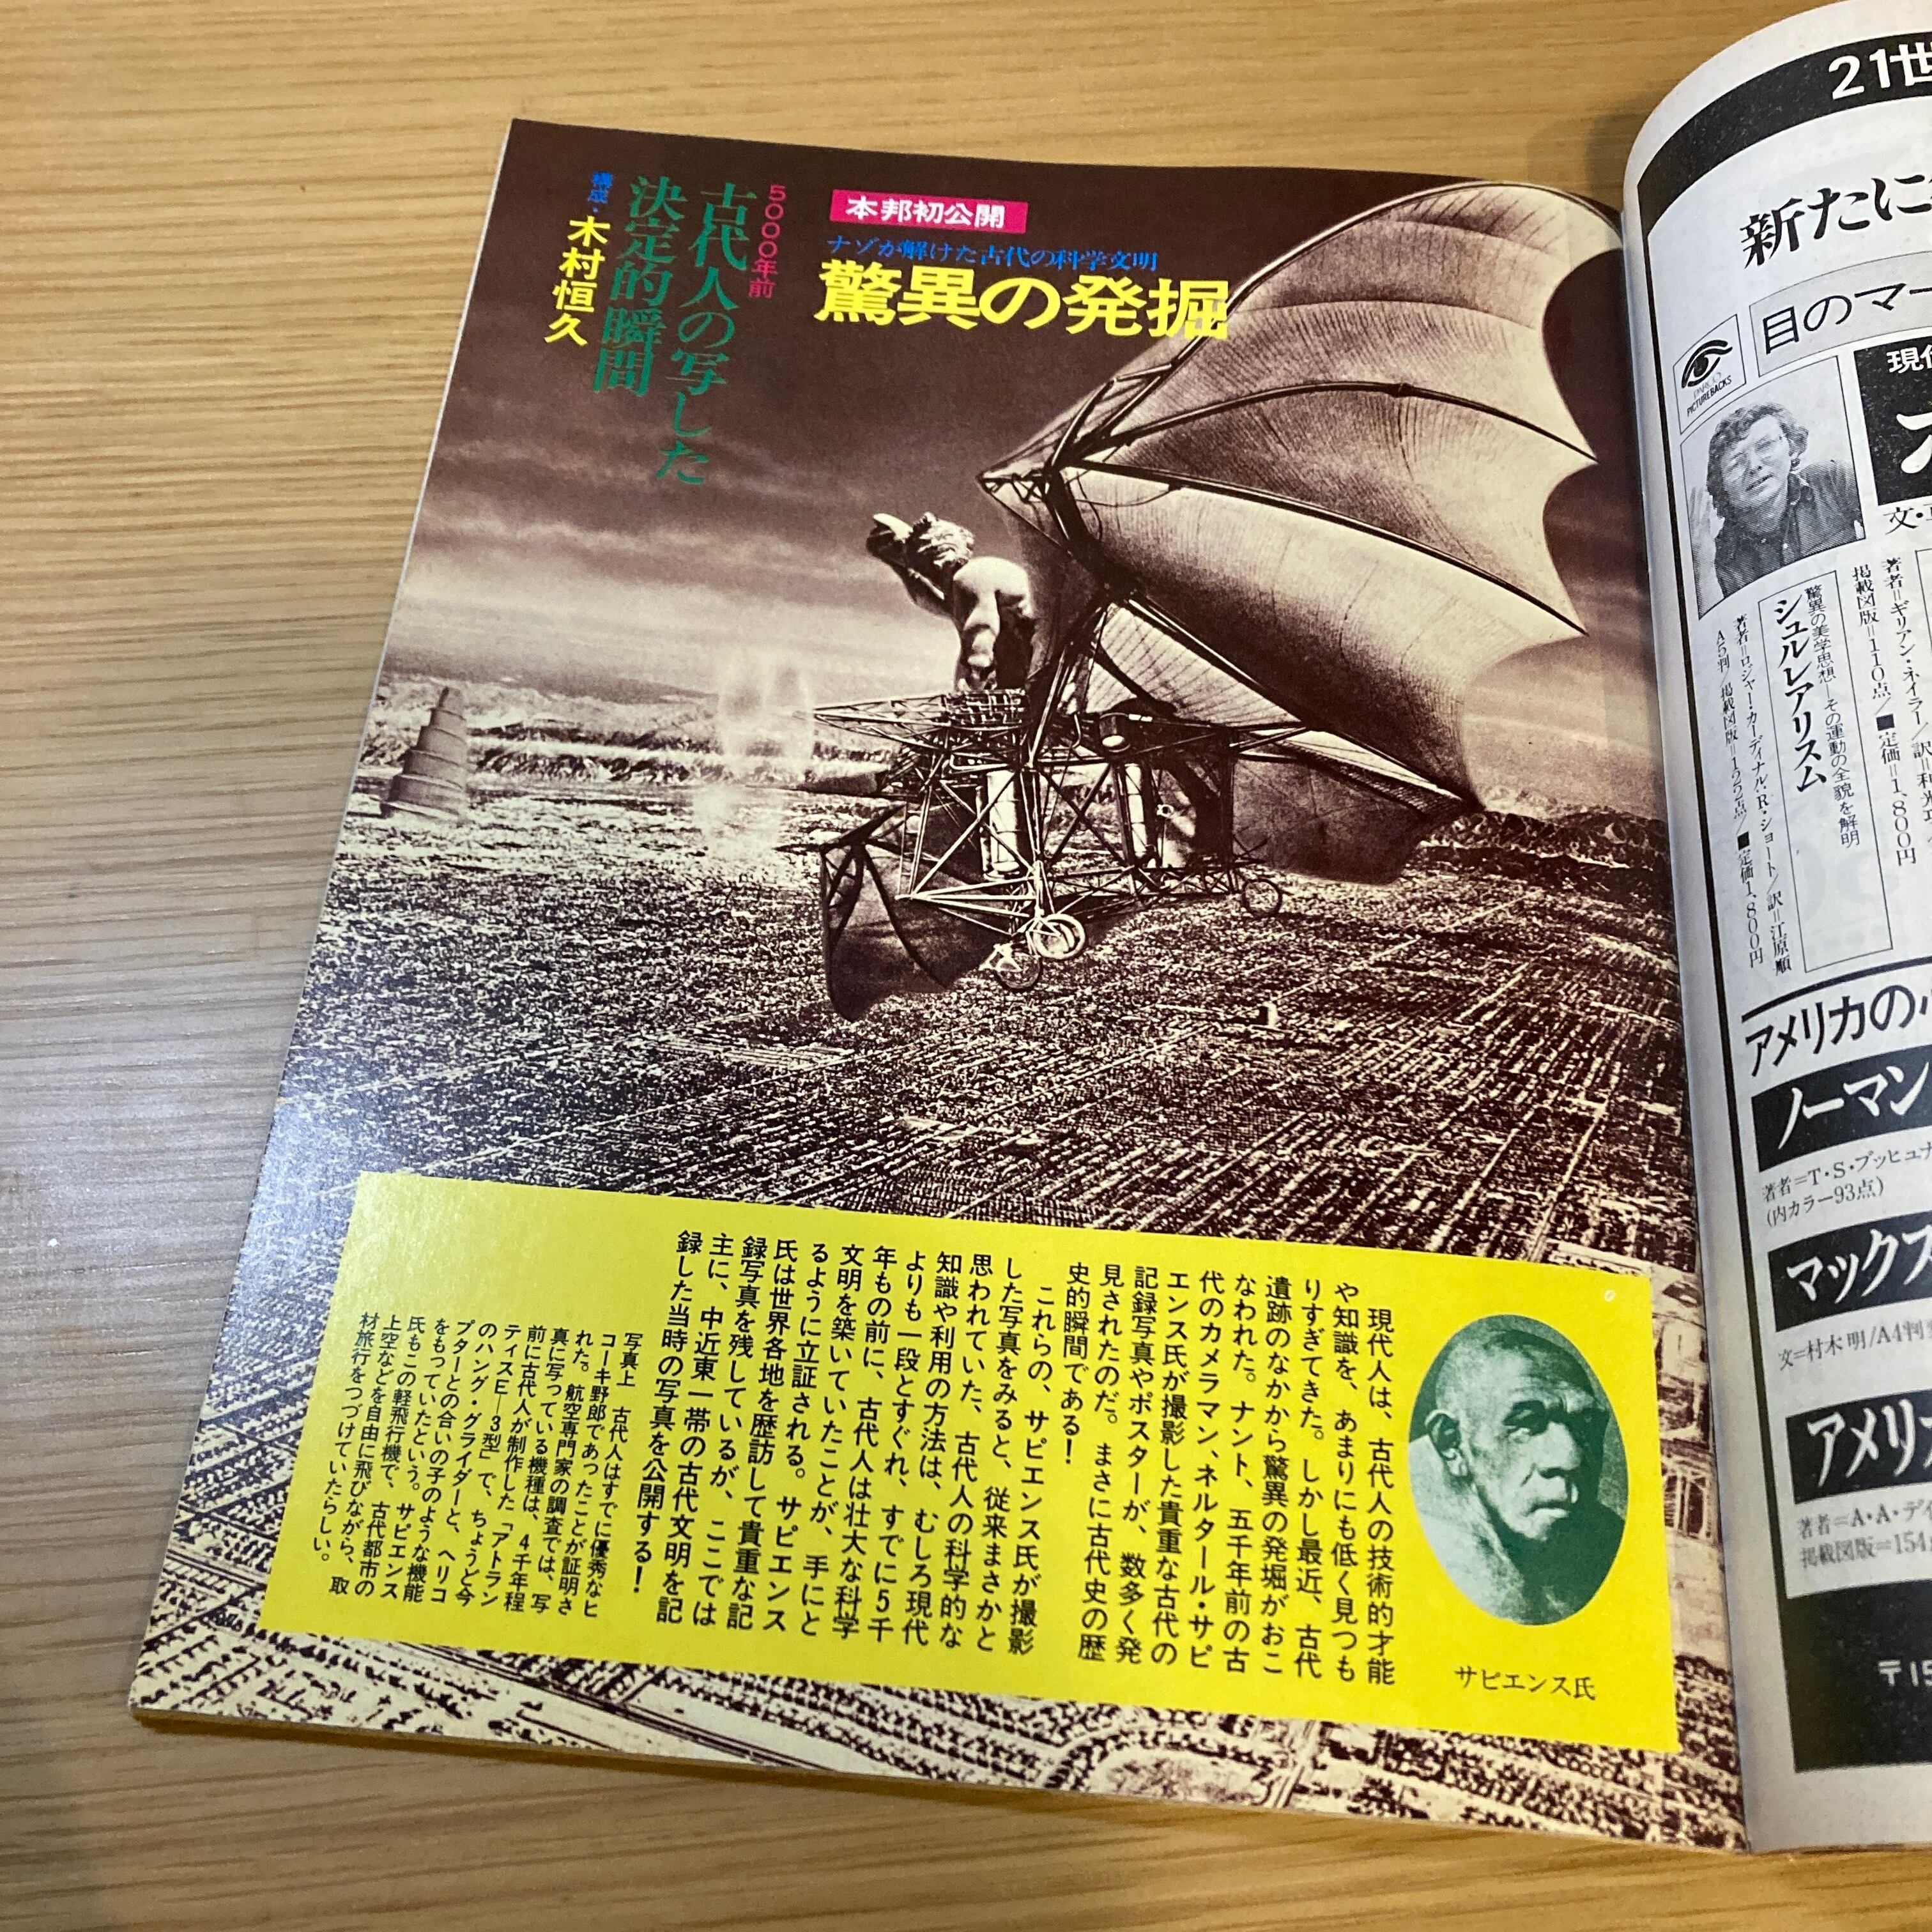 本邦初公開
ナゾが解けた古代の科学文明
驚異の発掘
5000年前
古代人の写した
決定的瞬間
構成・木村恒久
サピエンス氏
現代人は、古代人の技術的才能
や知識を、あまりにも低く見つも
りすぎてきた。しかし最近、古代
遺跡のなかから驚異の発掘がおこ
なわれた。ナント、五千年前の古
代のカメラマン、ネルタール・サピ
エンス氏が撮影した貴重な古代の
記録写真やポスターが、数多く発
見されたのだ。まさに古代史の歴
史的瞬間である!
これらの、サピエンス氏が撮影
した写真をみると、従来まさかと
思われていた、古代人の科学的な
知識や利用の方法は、むしろ現代
よりも一段とすぐれ、すでに5千
年もの前に、古代人は壮大な科学
文明を築いていたことが、手にと
るように立証される。サピエンス
氏は世界各地を歴訪して貴重な記
録写真を残しているが、ここでは
主に、中近東一帯の古代文明を記
録した当時の写真を公開する!
写真上 古代人はすでに優秀なヒ
コーキ野郎であったことが証明さ
れた。航空専門家の調査では、写
真に写っている機種は、4千年程
前に古代人が制作した「アトラン
ティスE—3型」で、ちょうど今
のハング・グライダーと、ヘリコ
プターとの合いの子のような機能
をもっていたという。サピエンス
氏もこの軽飛行機で、古代都市の
上空などを自由に飛びながら、取
材旅行をつづけていたらしい。
21世
新たに
目のマー
PARCO
PICTUREBACKS
現代
文・
著者=ギリアン・ネイラー/訳=利光
掲載図版=110点/■定価=1,800円
驚異の美学思想—その運動の全貌を解明
シュルレアリスム
著者=ロジャー・カーディナル・R・ショート/訳=江原順
A5判/掲載図版=122点/■定価1,800円
アメリカの
ノーマン
著者=T・S・ブッヒュナ
(内カラー93点)
マックス
文=村木明/A4判
アメリ
著者=A・A・デイ
掲載図版=154
〒15